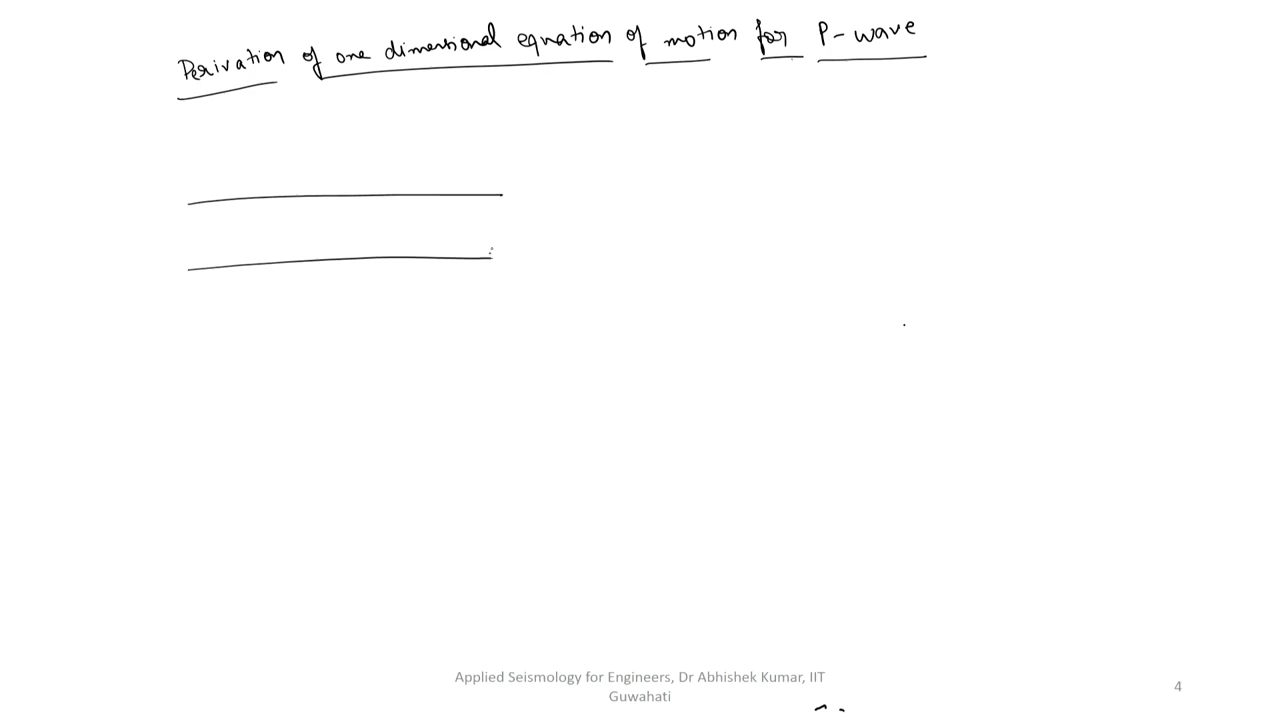 Derivation of one dimensional equation of motion for P-wave
Applied Seismology for Engineers, Dr Abhishek Kumar, IIT
Guwahati
4